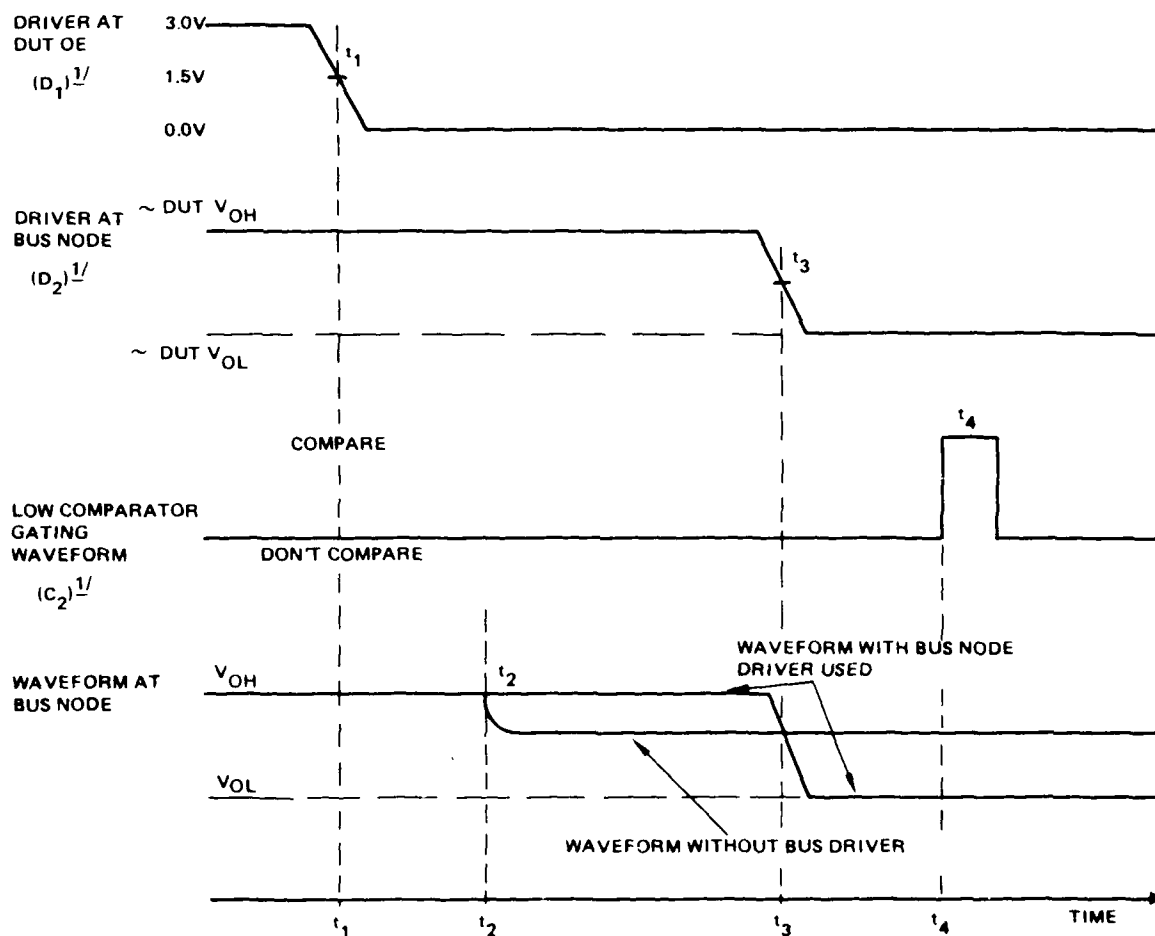 DRIVER AT
DUT OE
(D1) 1/
3.0V
1.5V
0.0V
t1
DRIVER AT
BUS NODE
(D2) 1/
~ DUT VOH
~ DUT VOL
t3
COMPARE
t4
LOW COMPARATOR
GATING
WAVEFORM
(C2) 1/
DON'T COMPARE
WAVEFORM AT
BUS NODE
VOH
t2
WAVEFORM WITH BUS NODE
DRIVER USED
VOL
WAVEFORM WITHOUT BUS DRIVER
t1
t2
t3
t4
TIME